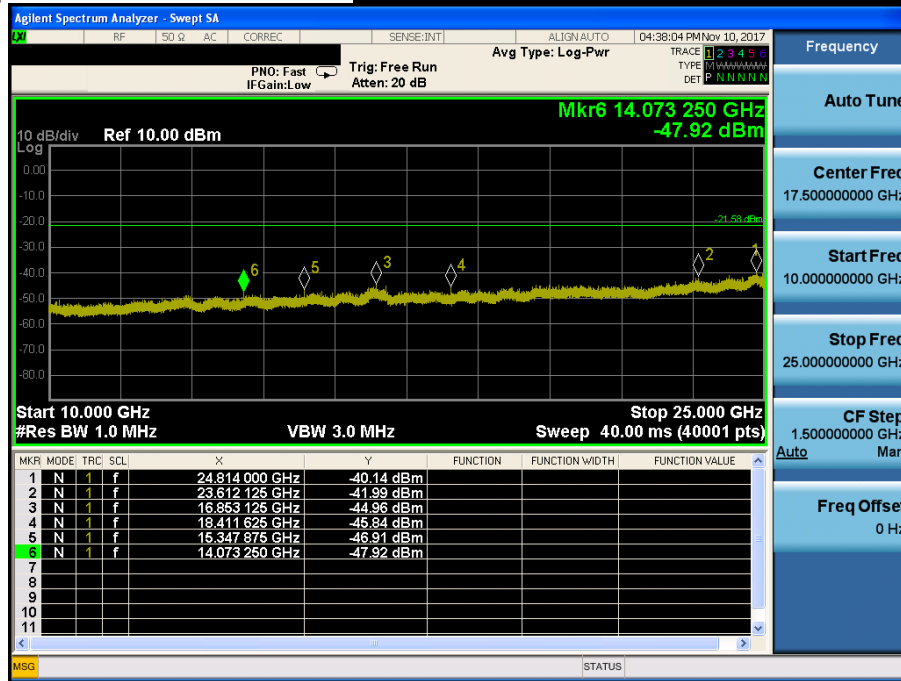 Agilent Spectrum Analyzer - Swept SA
LXI RF 50 Ω AC CORREC SENSE:INT ALIGN AUTO 04:38:04 PM Nov 10, 2017
PNO: Fast IFGain:Low Trig: Free Run Atten: 20 dB Avg Type: Log-Pwr
TRACE 1 2 3 4 5 6
TYPE M WWWWW
DET P N N N N N
Mkr6 14.073 250 GHz
-47.92 dBm
10 dB/div Ref 10.00 dBm
Log
0.00
-10.0
-20.0
-21.58 dBm
-30.0
-40.0
-50.0
-60.0
-70.0
-80.0
6 5 3 4 2 1
Start 10.000 GHz Stop 25.000 GHz
#Res BW 1.0 MHz VBW 3.0 MHz Sweep 40.00 ms (40001 pts)
MKR MODE TRC SCL X Y FUNCTION FUNCTION WIDTH FUNCTION VALUE
1 N 1 f 24.814 000 GHz -40.14 dBm
2 N 1 f 23.612 125 GHz -41.99 dBm
3 N 1 f 16.853 125 GHz -44.96 dBm
4 N 1 f 18.411 625 GHz -45.84 dBm
5 N 1 f 15.347 875 GHz -46.91 dBm
6 N 1 f 14.073 250 GHz -47.92 dBm
7
8
9
10
11
MSG STATUS
Frequency
Auto Tune
Center Freq
17.500000000 GHz
Start Freq
10.000000000 GHz
Stop Freq
25.000000000 GHz
CF Step
1.500000000 GHz
Auto Man
Freq Offset
0 Hz